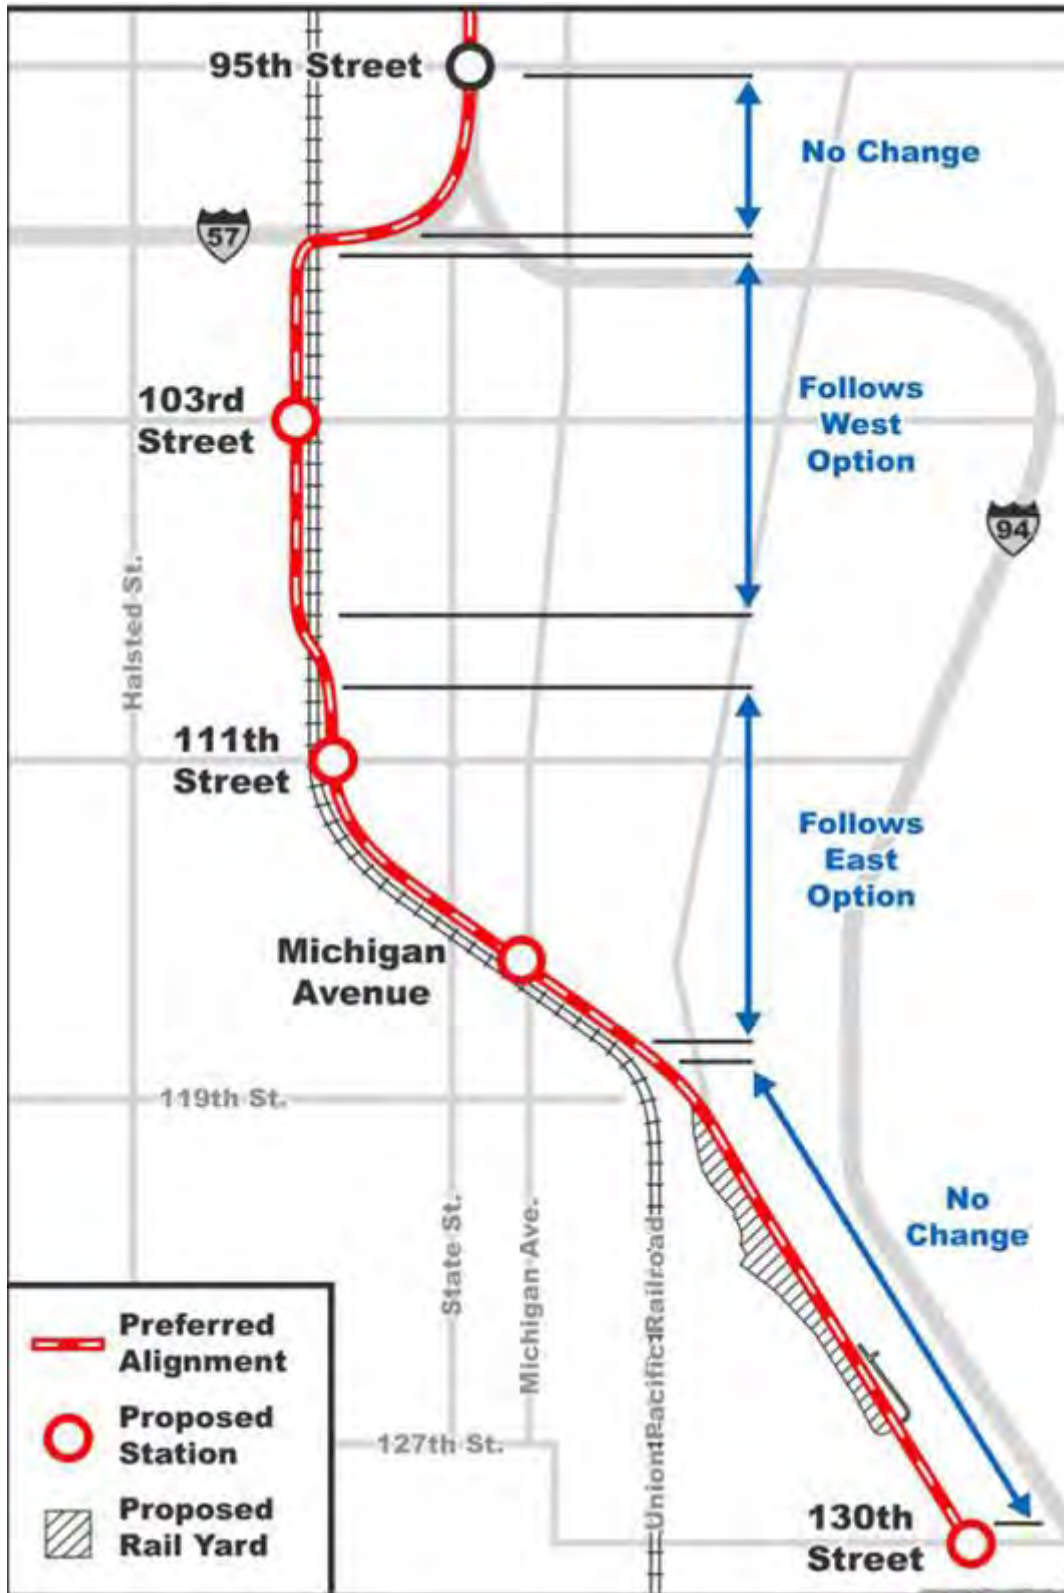 95th Street
No Change
57
103rd
Street
Follows
West
Option
94
Halsted St.
111th
Street
Follows
East
Option
Michigan
Avenue
119th St.
No
Change
State St.
Michigan Ave.
Union Pacific Railroad
127th St.
130th
Street
Preferred
Alignment
Proposed
Station
Proposed
Rail Yard